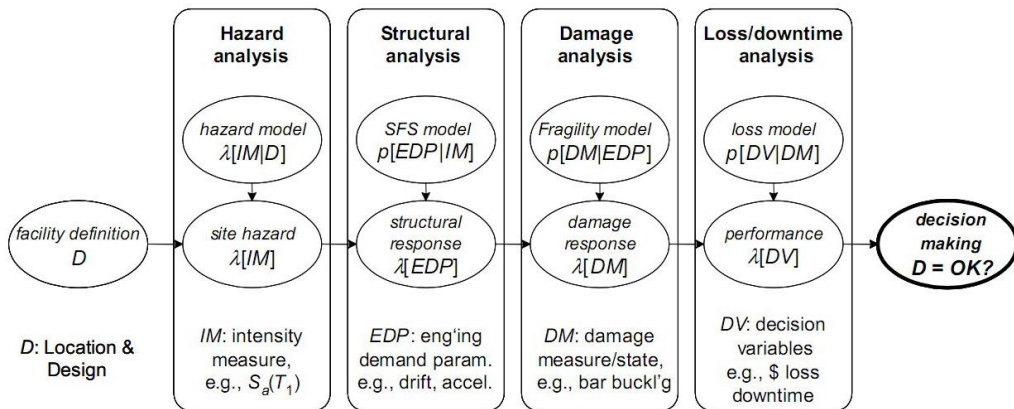 Hazard
analysis
Structural
analysis
Damage
analysis
Loss/downtime
analysis
hazard model
λ[IM|D]
SFS model
p[EDP|IM]
Fragility model
p[DM|EDP]
loss model
p[DV|DM]
facility definition
D
site hazard
λ[IM]
structural
response
λ[EDP]
damage
response
λ[DM]
performance
λ[DV]
decision
making
D = OK?
D: Location &
Design
IM: intensity
measure,
e.g., Sa(T1)
EDP: eng‘ing
demand param.
e.g., drift, accel.
DM: damage
measure/state,
e.g., bar buckl’g
DV: decision
variables
e.g., $ loss
downtime